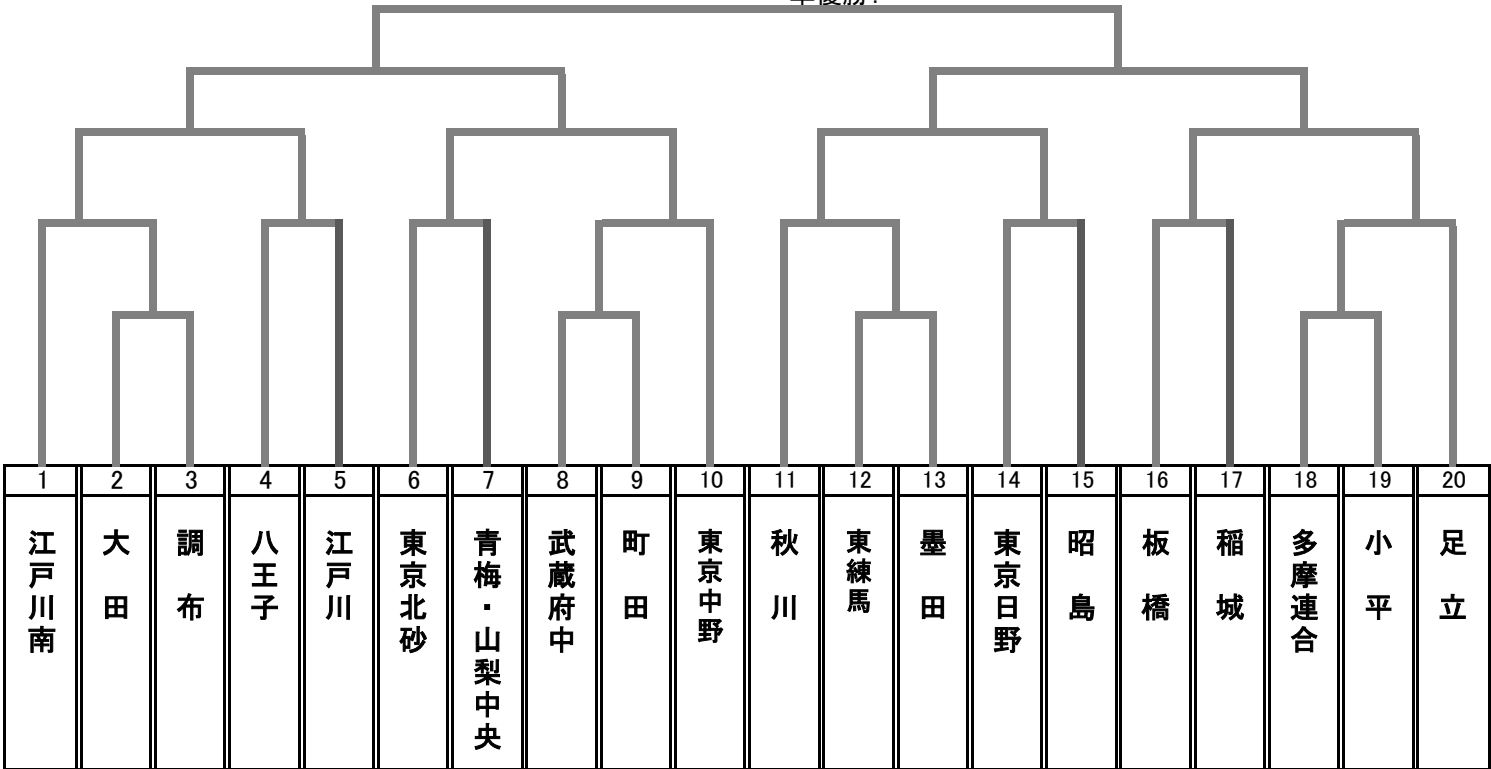 準優勝:
1 2 3 4 5 6 7 8 9 10 11 12 13 14 15 16 17 18 19 20
江戸川南
大田
調布
八王子
江戸川
東京北砂
青梅・山梨中央
武蔵府中
町田
東京中野
秋川
東練馬
墨田
東京日野
昭島
板橋
稲城
多摩連合
小平
足立